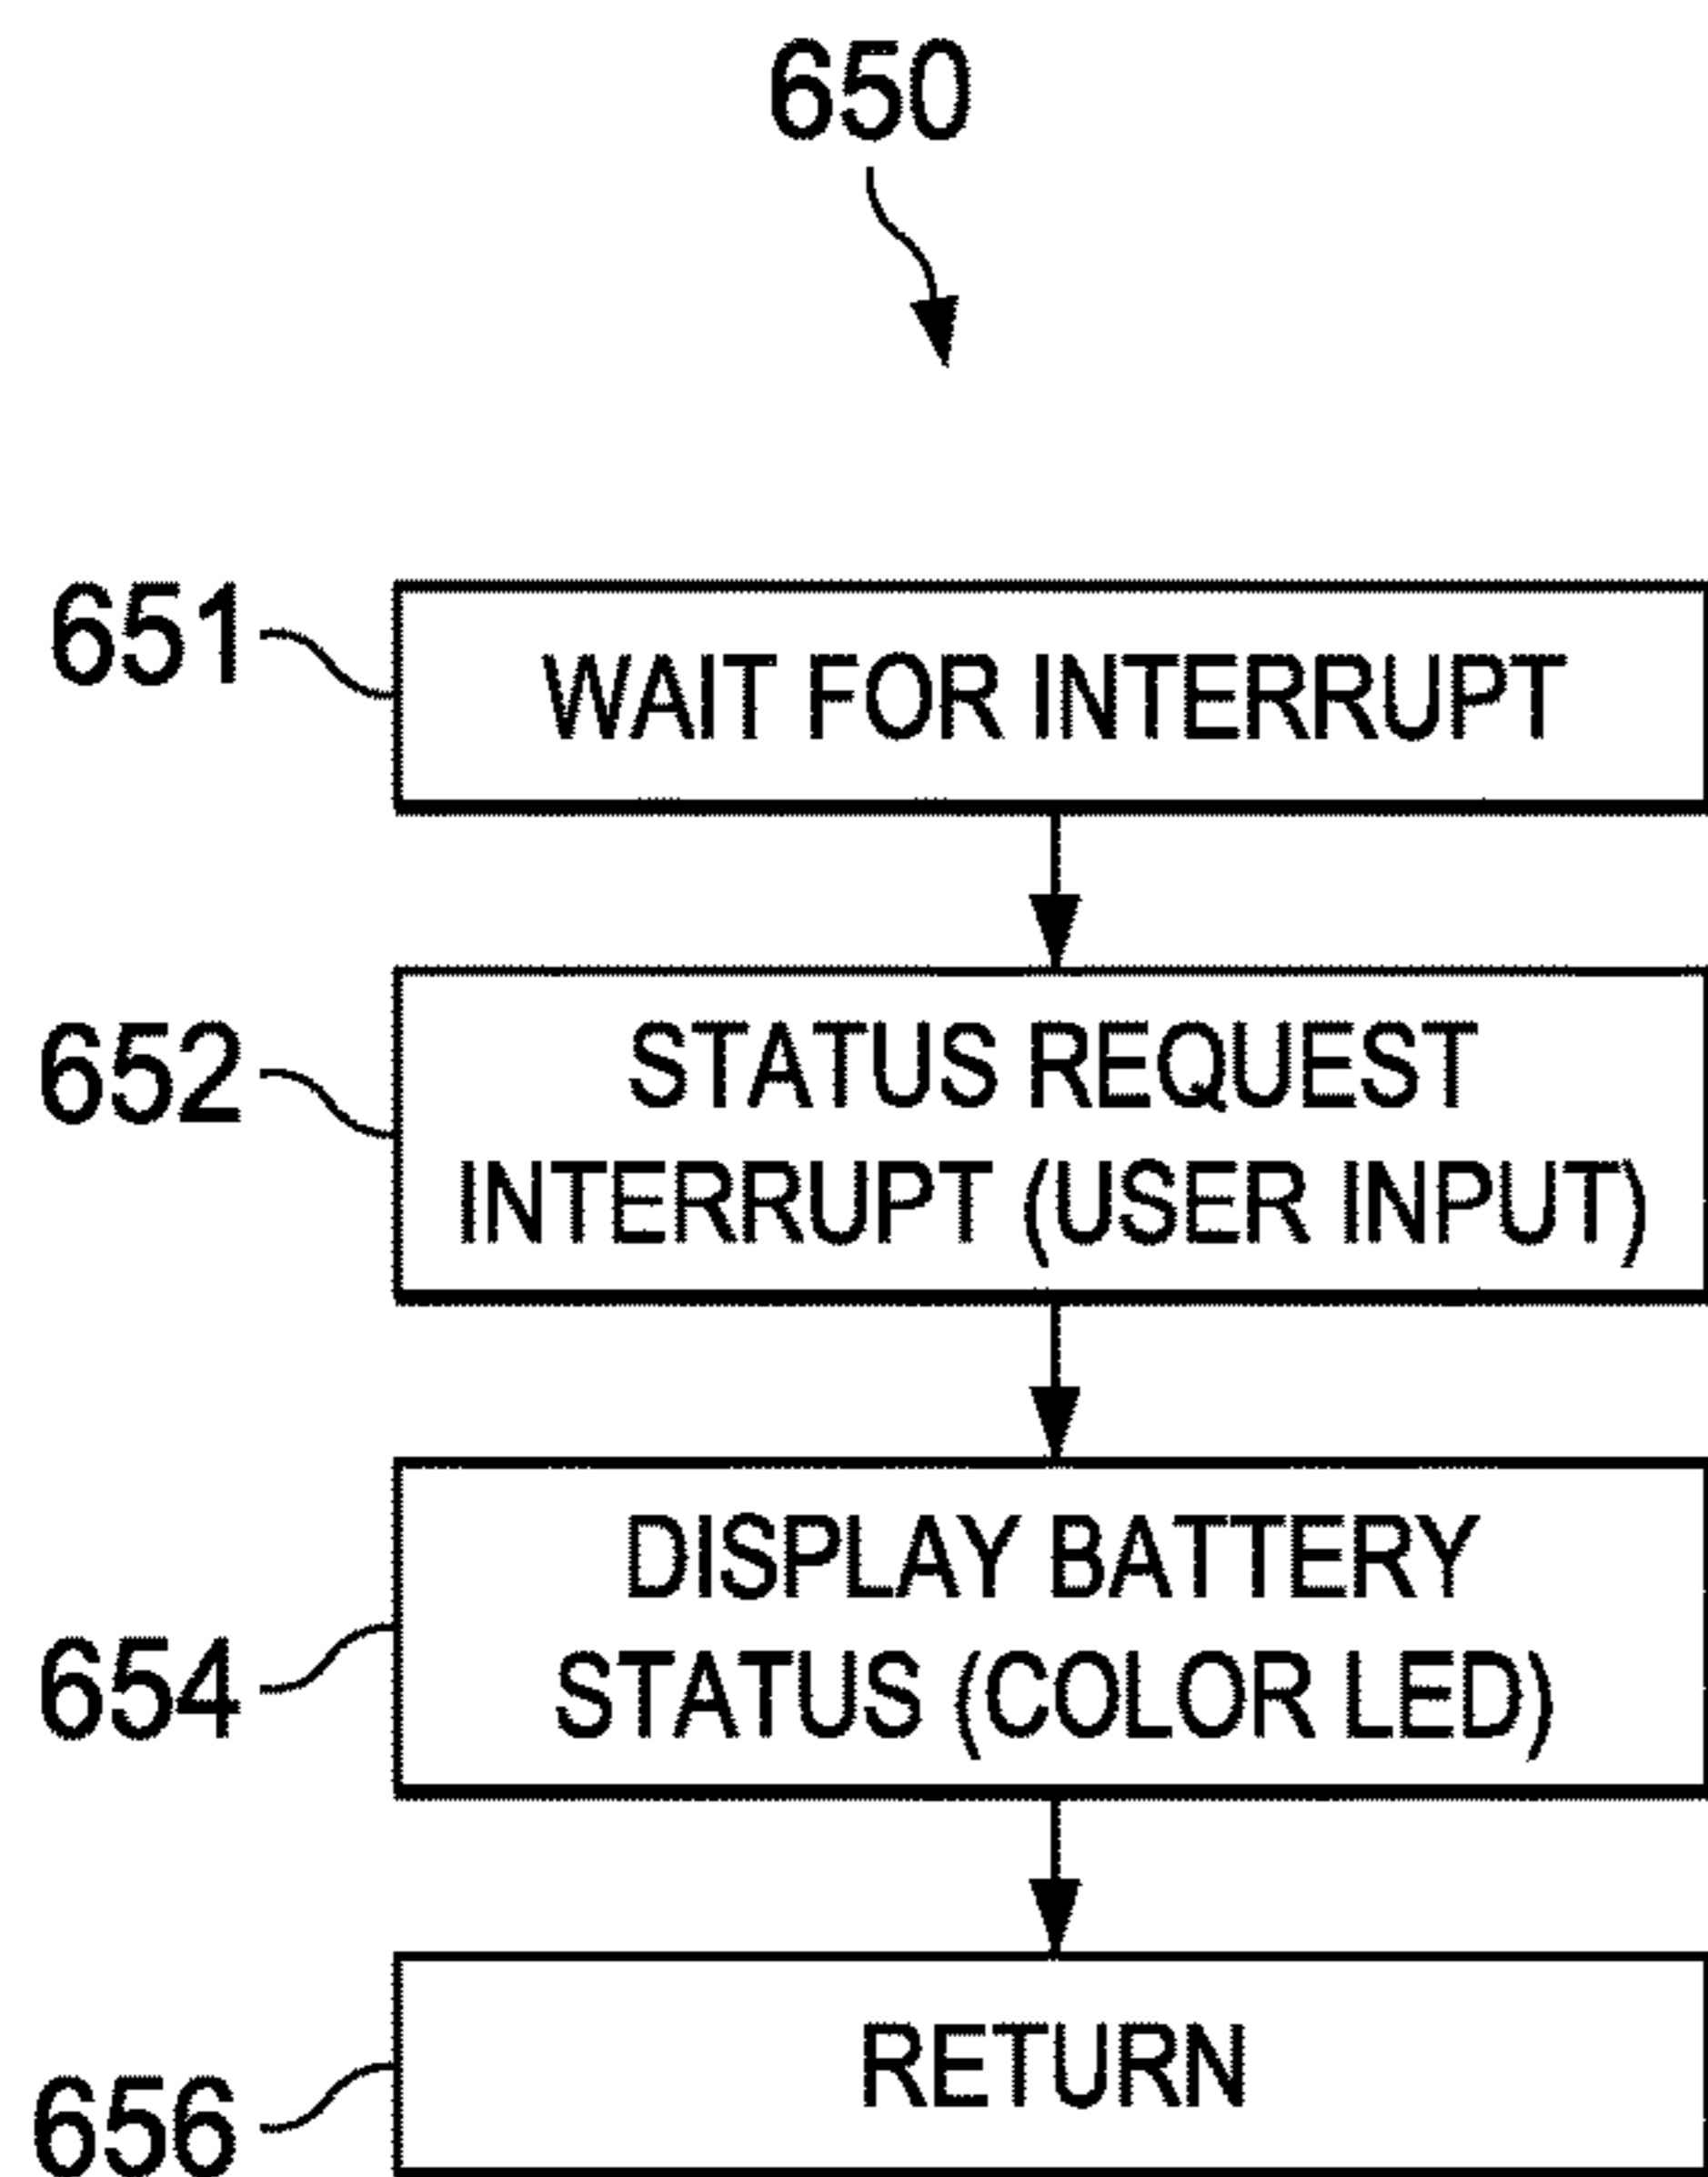 650
651
WAIT FOR INTERRUPT
652
STATUS REQUEST
INTERRUPT (USER INPUT)
654
DISPLAY BATTERY
STATUS (COLOR LED)
656
RETURN